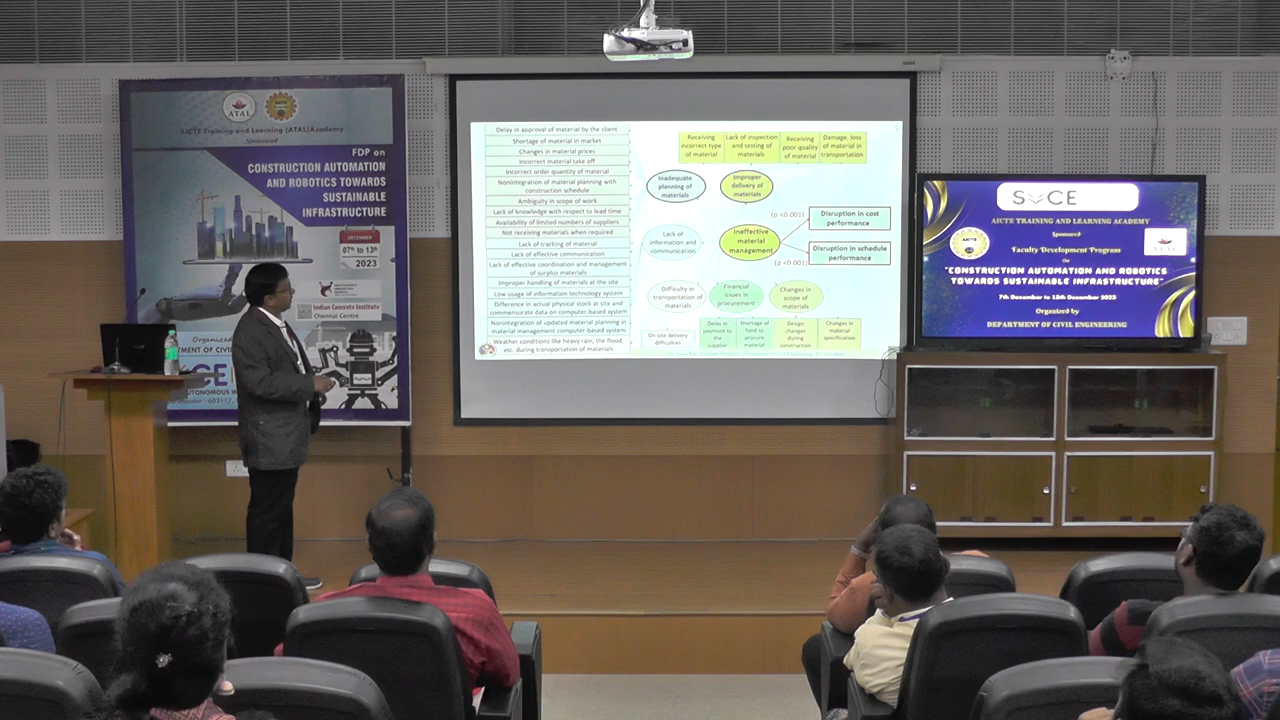 ATAL
AICTE Training and Learning (ATAL)Academy
Sponsored
FDP on
CONSTRUCTION AUTOMATION
AND ROBOTICS TOWARDS
SUSTAINABLE
INFRASTRUCTURE
DECEMBER
07th to 13th
2023
Indian Concrete Institute
Chennai Centre
Organized
MENT OF CIVIL
CE
AUTONOMOUS IN
Delay in approval of material by the client
Shortage of material in market
Changes in material prices
Incorrect material take off
Incorrect order quantity of material
Nonintegration of material planning with
construction schedule
Ambiguity in scope of work
Lack of knowledge with respect to lead time
Availability of limited numbers of suppliers
Not receiving materials when required
Lack of tracking of material
Lack of effective communication
Lack of effective coordination and management
of surplus materials
Improper handling of materials at the site
Low usage of information technology system
Difference in actual physical stock at site and
commensurate data on computer-based system
Nonintegration of updated material planning in
material management computer based system
Weather conditions like heavy rain, the flood,
etc. during transportation of materials
Receiving
incorrect type
of material
Lack of inspection
and testing of
materials
Receiving
poor quality
of material
Damage, loss
of material in
transportation
Inadequate
planning of
materials
Improper
delivery of
materials
Lack of
information and
communication
Ineffective
material
management
(p <0.001)
Disruption in cost
performance
Disruption in schedule
performance
(p <0.001)
Difficulty in
transportation of
materials
Financial
issues in
procurement
Changes in
scope of
materials
On-site delivery
difficulties
Delay in
payment to
the
supplier
Shortage of
fund to
procure
material
Design
changes
during
construction
Changes in
material
specification
SVCE
AICTE TRAINING AND LEARNING ACADEMY
Sponsored
Faculty Development Program
On
"CONSTRUCTION AUTOMATION AND ROBOTICS
TOWARDS SUSTAINABLE INFRASTRUCTURE"
7th December to 13th December 2023
Organized by
DEPARTMENT OF CIVIL ENGINEERING
AICTE
ATAL